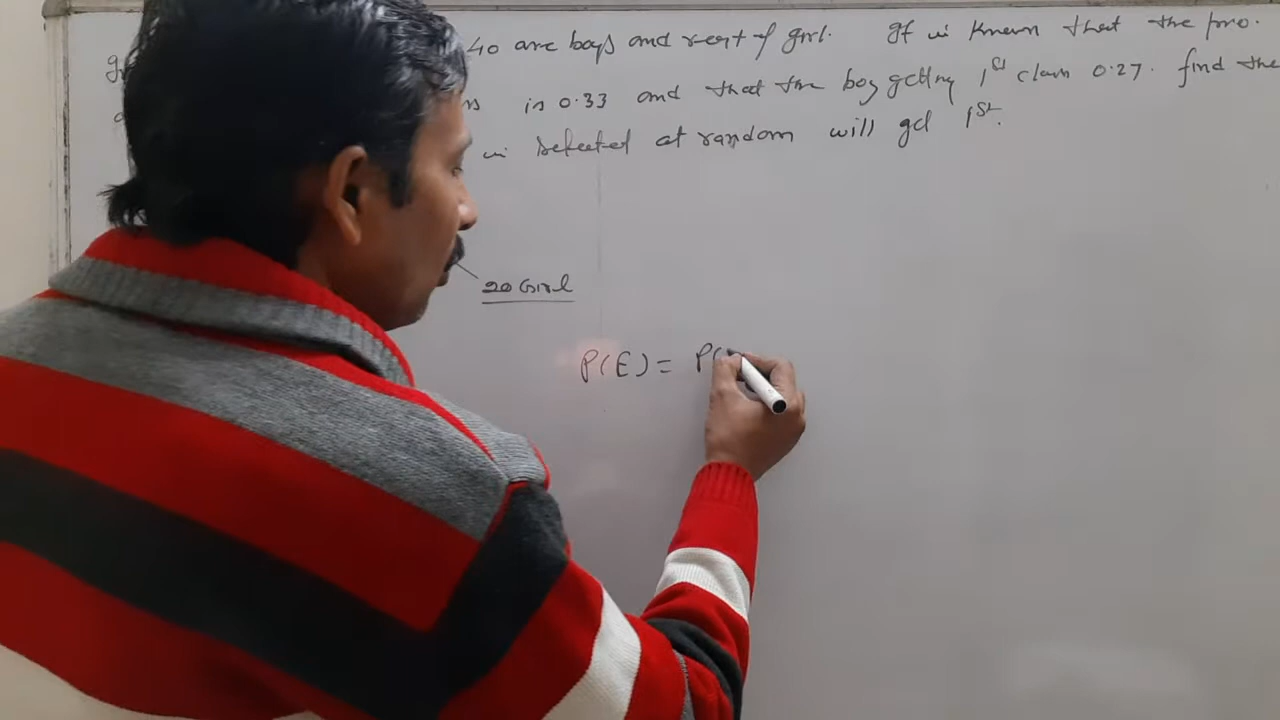 40 are boys and rest of girl. If is known that the pro.
is 0.33 and that the boy getting 1st class 0.27. find the
is selected at random will get 1st.
20 Girl
P(E) = P(